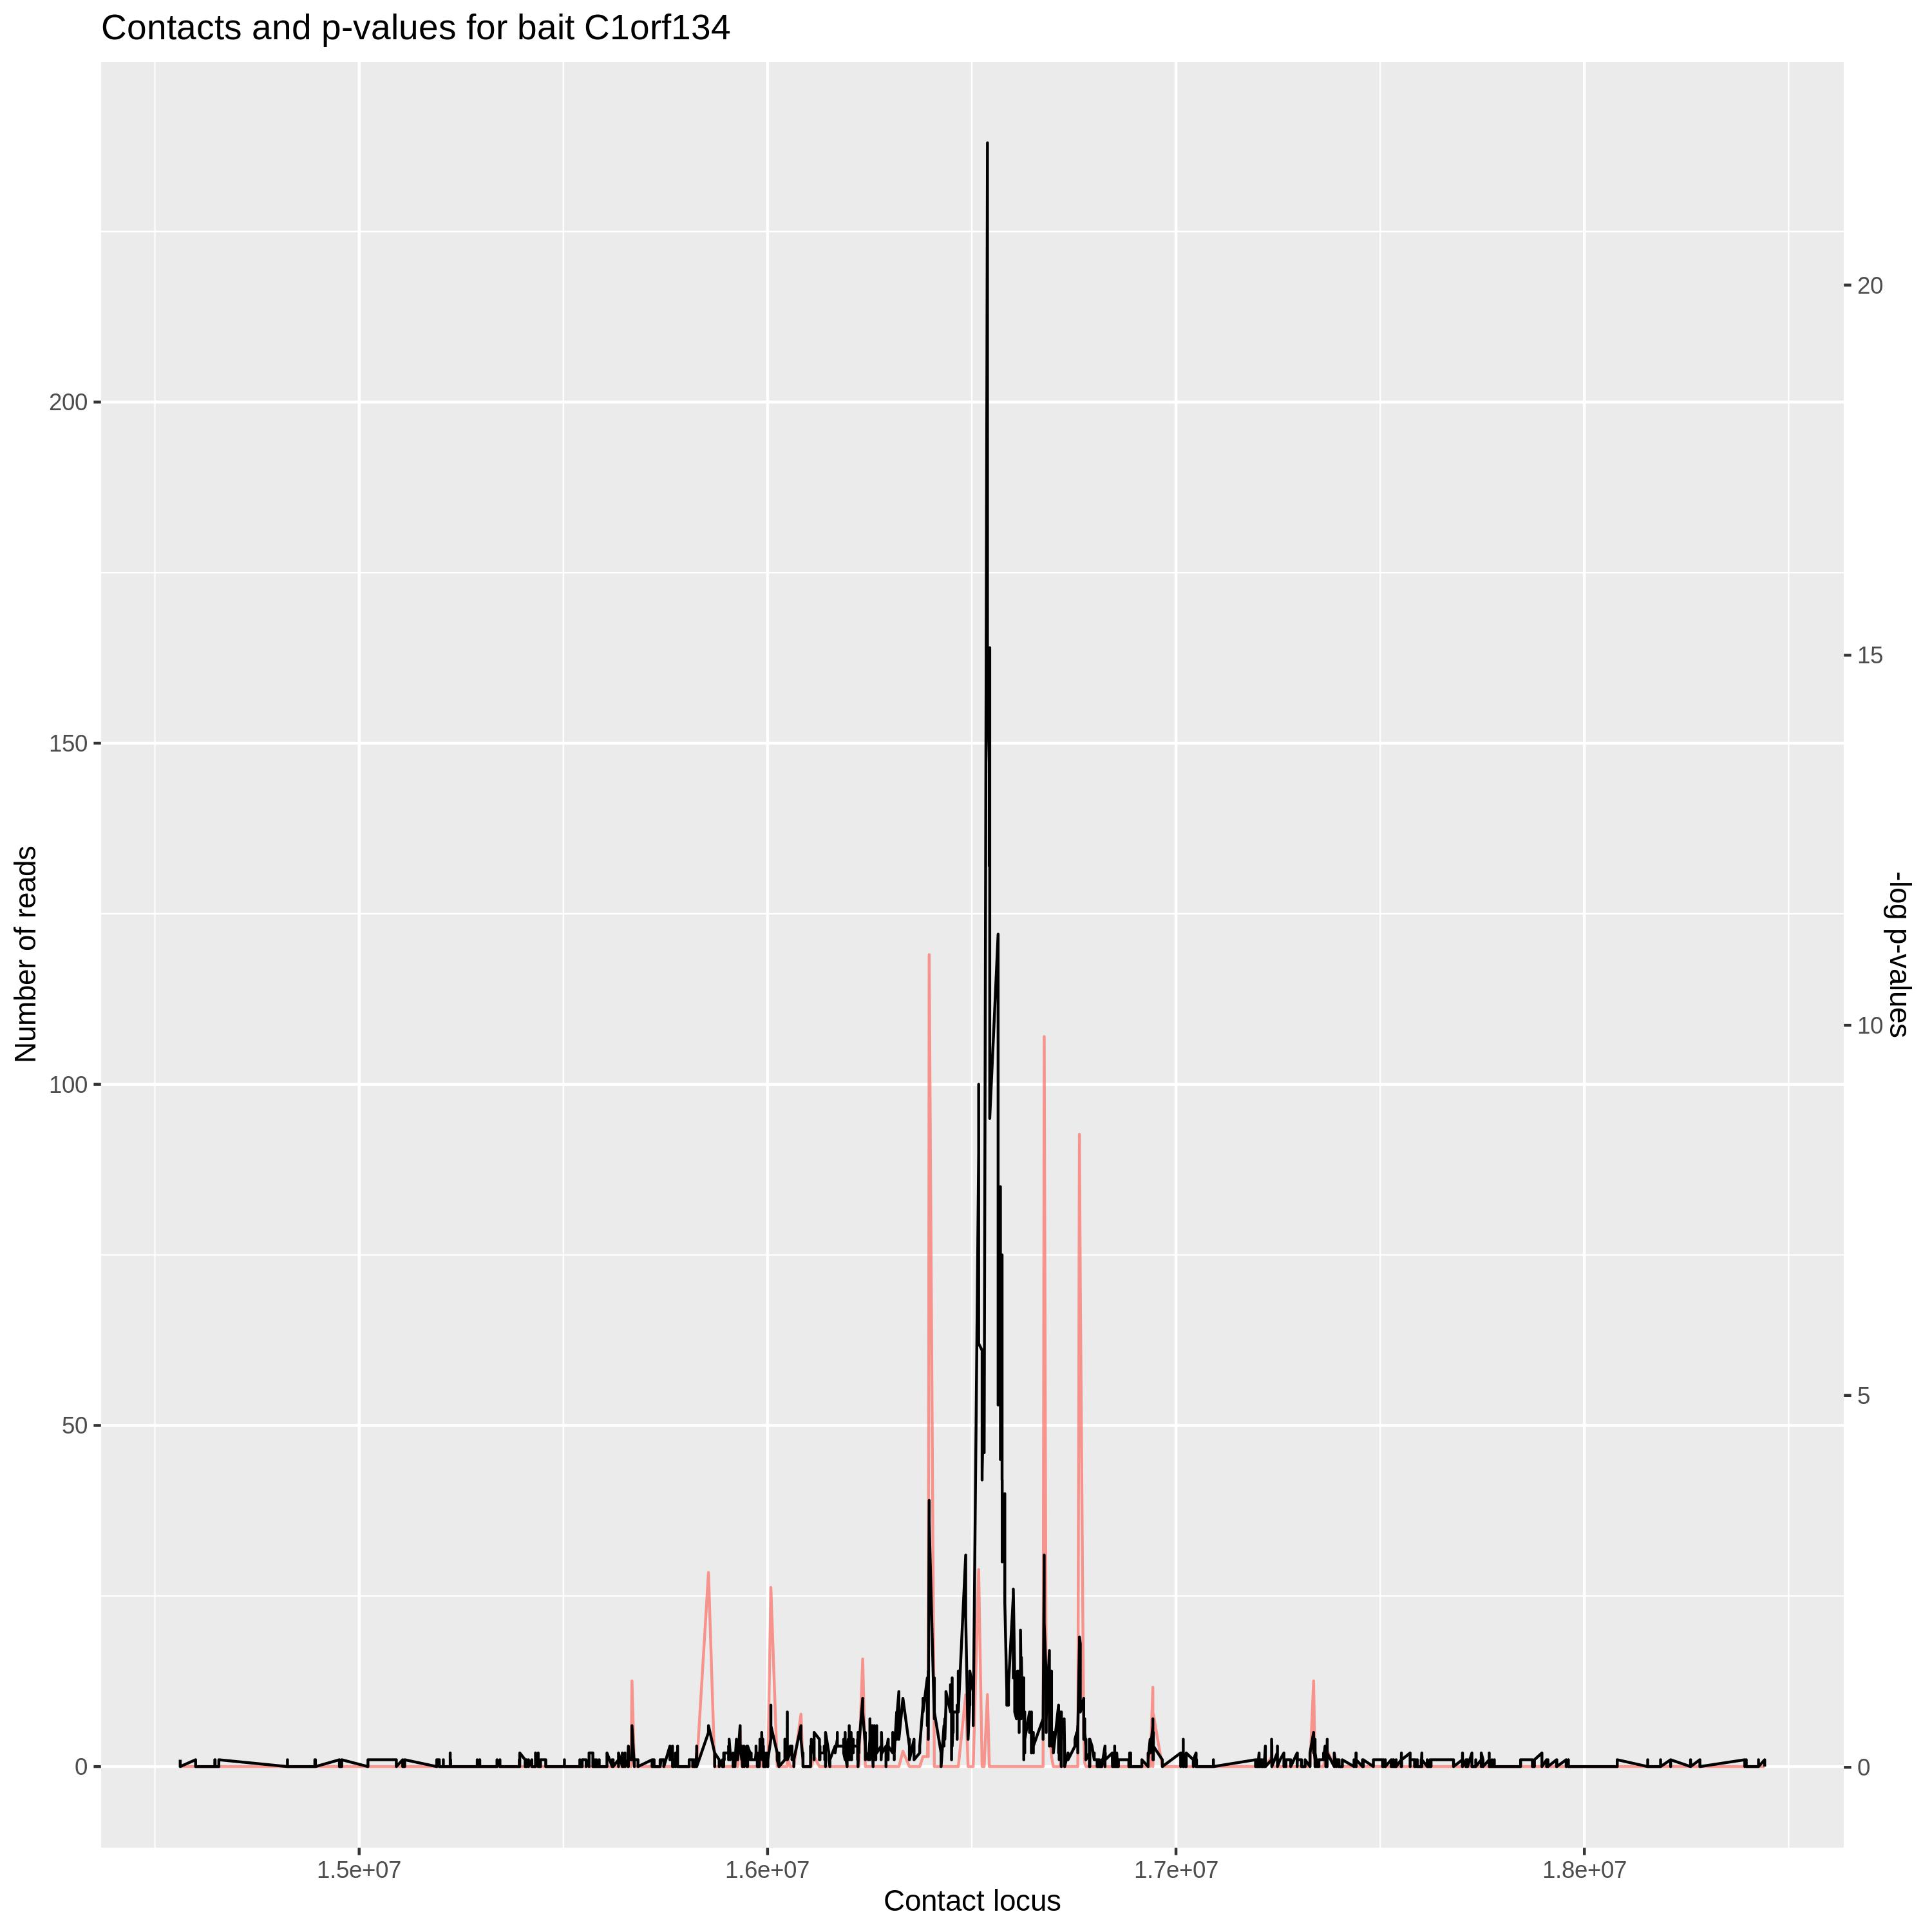 Contacts and p-values for bait C1orf134
200
150
100
50
0
20
15
10
5
0
Number of reads
-log p-values
1.5e+07
1.6e+07
1.7e+07
1.8e+07
Contact locus